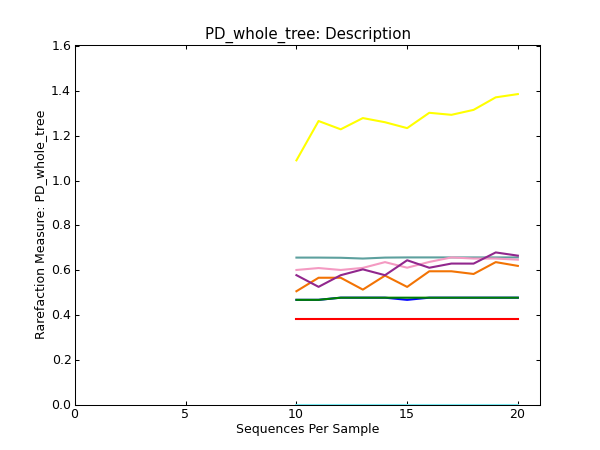 PD_whole_tree: Description
1.6
1.4
1.2
1.0
0.8
0.6
0.4
0.2
0.0
Rarefaction Measure: PD_whole_tree
0 5 10 15 20
Sequences Per Sample